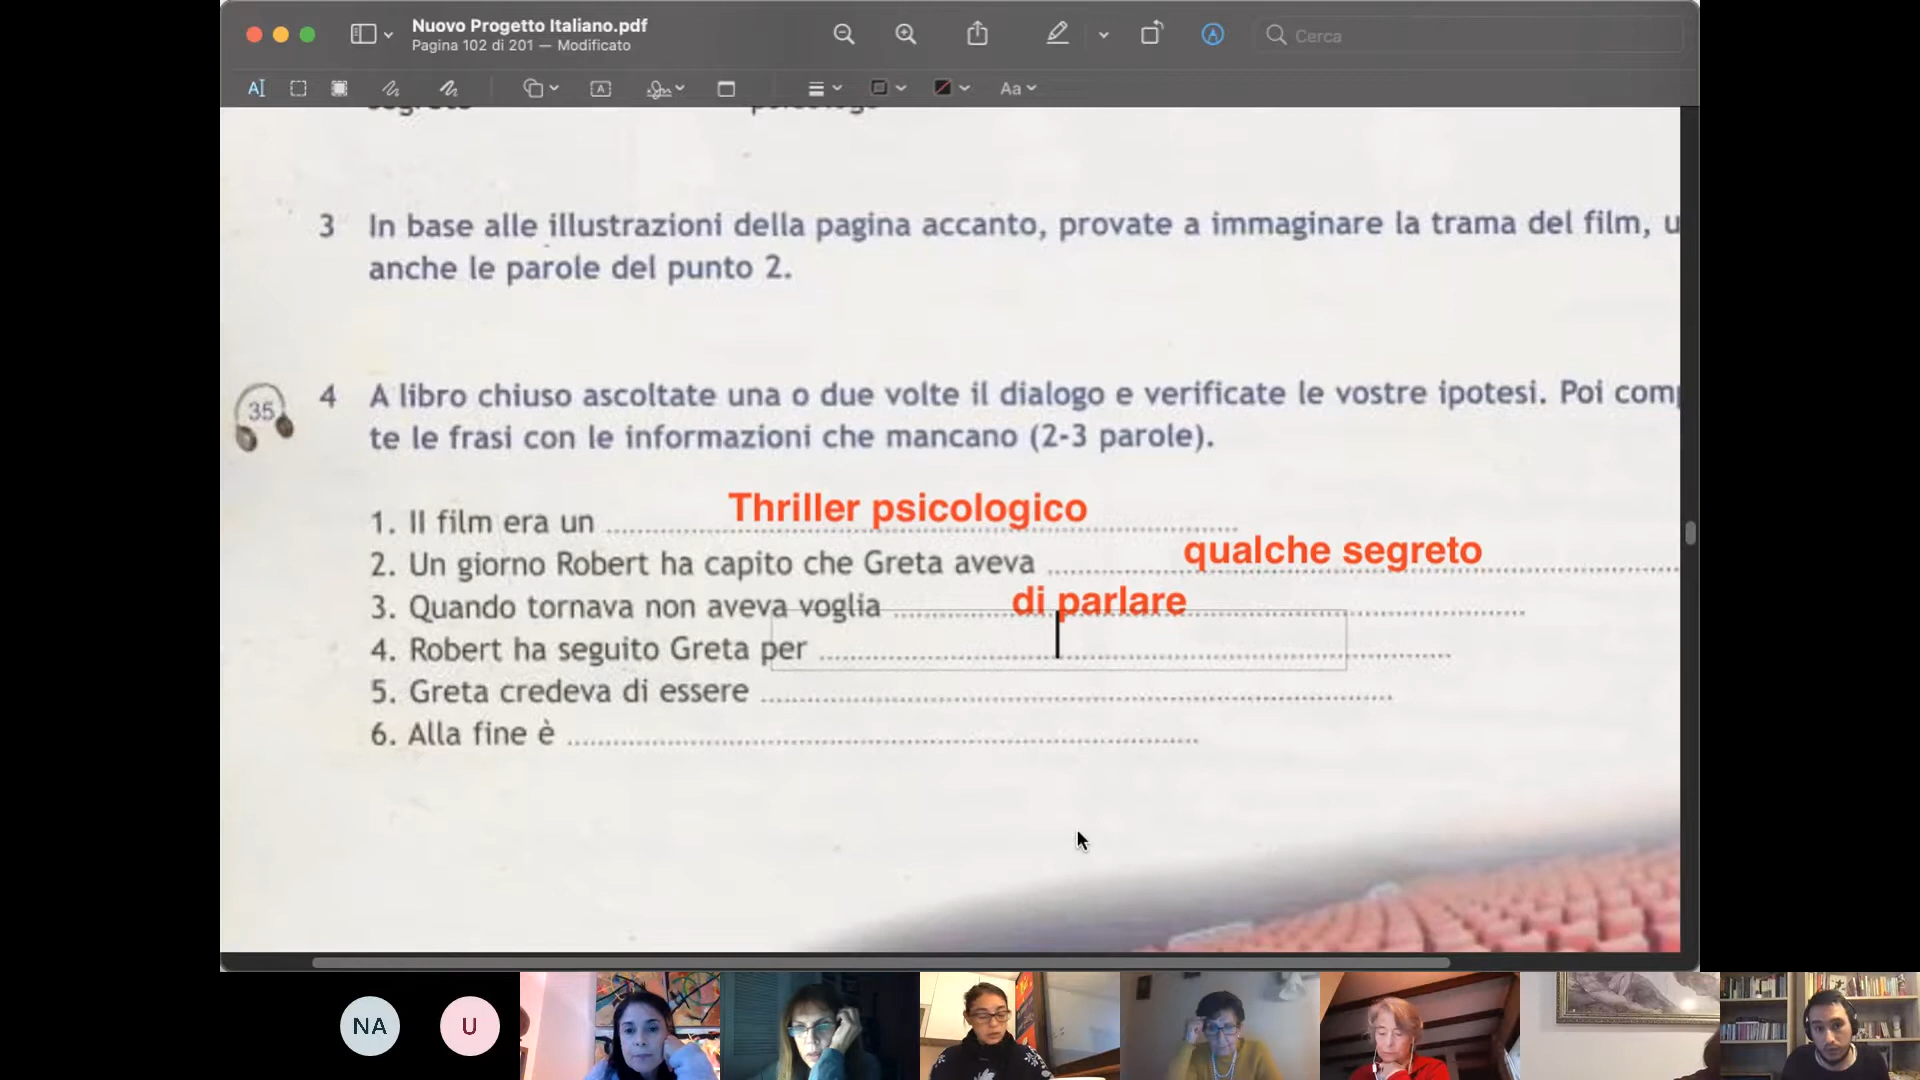 Nuovo Progetto Italiano.pdf
Pagina 102 di 201 — Modificato
Cerca
Aa
segreto
3 In base alle illustrazioni della pagina accanto, provate a immaginare la trama del film, u
anche le parole del punto 2.
35
4 A libro chiuso ascoltate una o due volte il dialogo e verificate le vostre ipotesi. Poi comp
te le frasi con le informazioni che mancano (2-3 parole).
1. Il film era un .......... Thriller psicologico
2. Un giorno Robert ha capito che Greta aveva .......... qualche segreto
3. Quando tornava non aveva voglia .......... di parlare
4. Robert ha seguito Greta per ..........
5. Greta credeva di essere ..........
6. Alla fine è ..........
NA
U